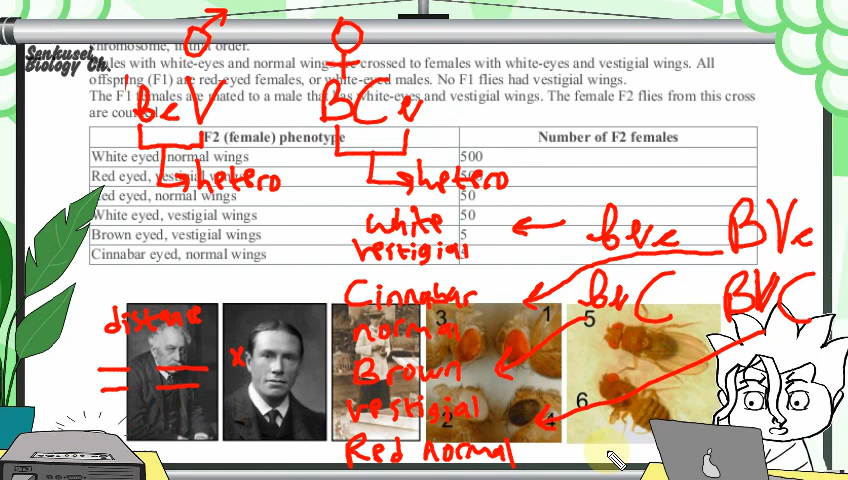 chromosome, in that order.
Senkusei
Biology Ch.
Males with white-eyes and normal wings are crossed to females with white-eyes and vestigial wings. All
offspring (F1) are red-eyed females, or white-eyed males. No F1 flies had vestigial wings.
The F1 females are mated to a male that has white-eyes and vestigial wings. The female F2 flies from this cross
are counted
bcV
BCv
F2 (female) phenotype Number of F2 females
White eyed, normal wings 500
Red eyed, vestigial wings
hetero
hetero
Red eyed, normal wings 50
White eyed, vestigial wings 50
Brown eyed, vestigial wings 5
Cinnabar eyed, normal wings
white
vestigial
bvc BVc
bvC BVC
Cinnabar
normal
Brown
vestigial
Red normal
distance
x
3 1 5
2 4 6